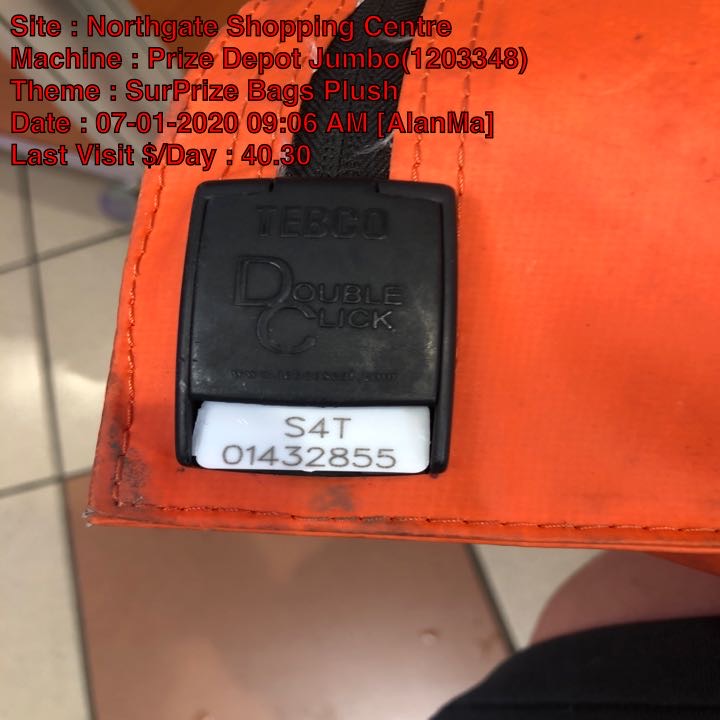 Site : Northgate Shopping Centre
Machine : Prize Depot Jumbo(1203348)
Theme : SurPrize Bags Plush
Date : 07-01-2020 09:06 AM [AlanMa]
Last Visit $/Day : 40.30
TEBCO
DOUBLE
CLICK
S4T
01432855